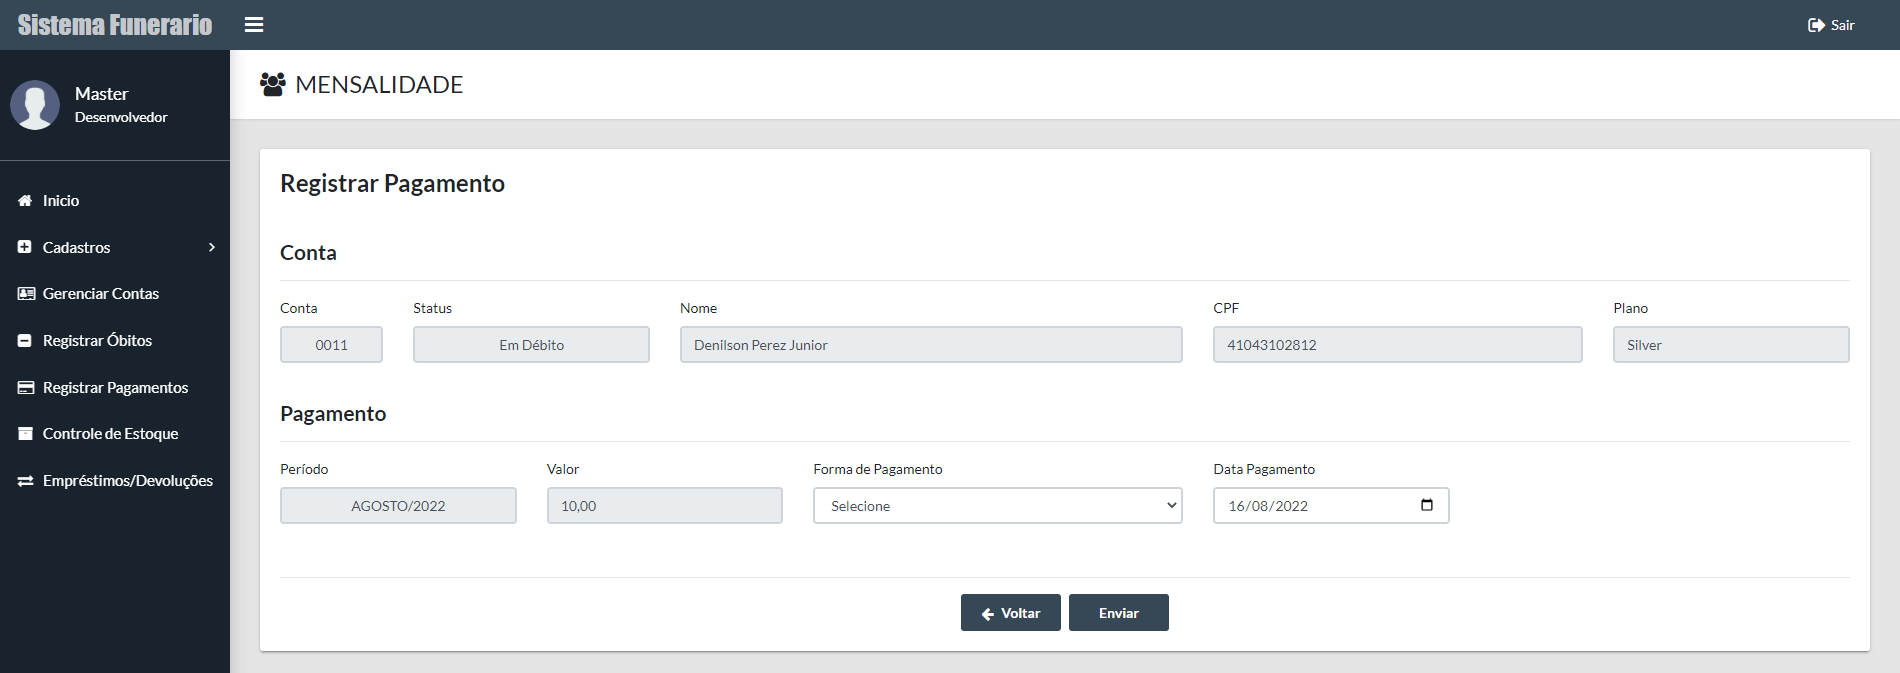 Sistema Funerario
Sair
Master
Desenvolvedor
Inicio
Cadastros
Gerenciar Contas
Registrar Óbitos
Registrar Pagamentos
Controle de Estoque
Empréstimos/Devoluções
MENSALIDADE
Registrar Pagamento
Conta
Conta Status Nome CPF Plano
0011 Em Débito Denilson Perez Junior 41043102812 Silver
Pagamento
Período Valor Forma de Pagamento Data Pagamento
AGOSTO/2022 10,00 Selecione 16/08/2022
Voltar Enviar